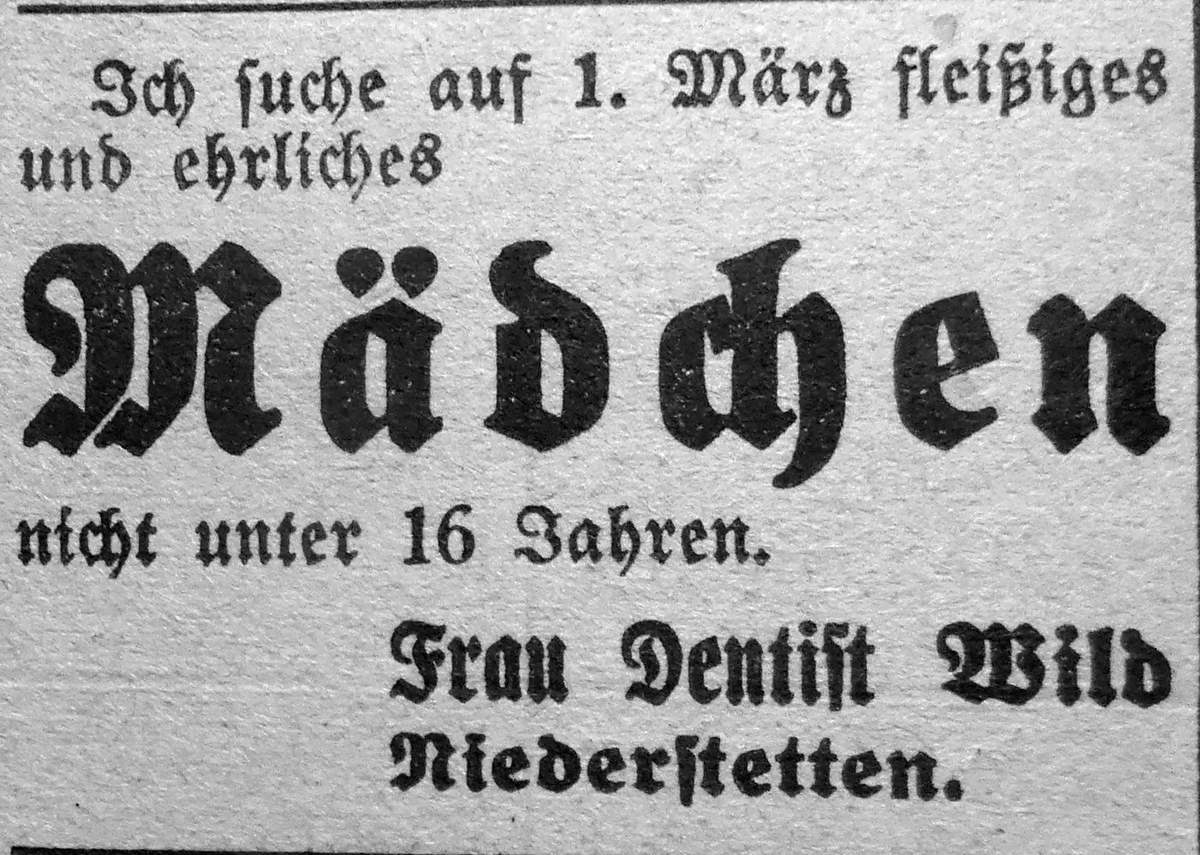 Ich suche auf 1. März fleißiges
und ehrliches
Mädchen
nicht unter 16 Jahren.
Frau Dentist Wild
Niederstetten.